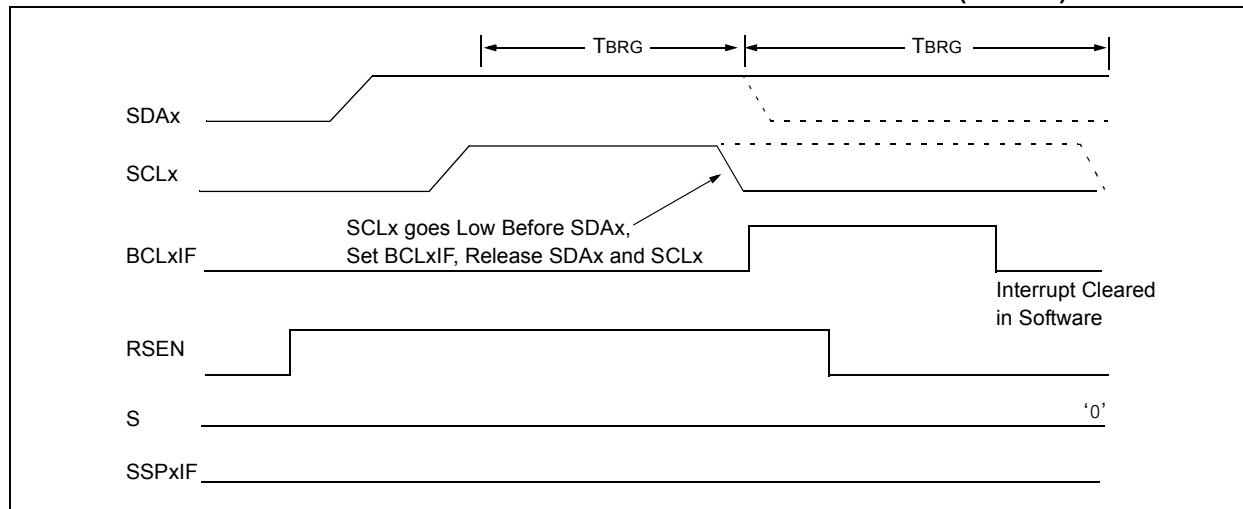 TBRG
TBRG
SDAx
SCLx
SCLx goes Low Before SDAx,
Set BCLxIF, Release SDAx and SCLx
BCLxIF
Interrupt Cleared
in Software
RSEN
S
‘0’
SSPxIF